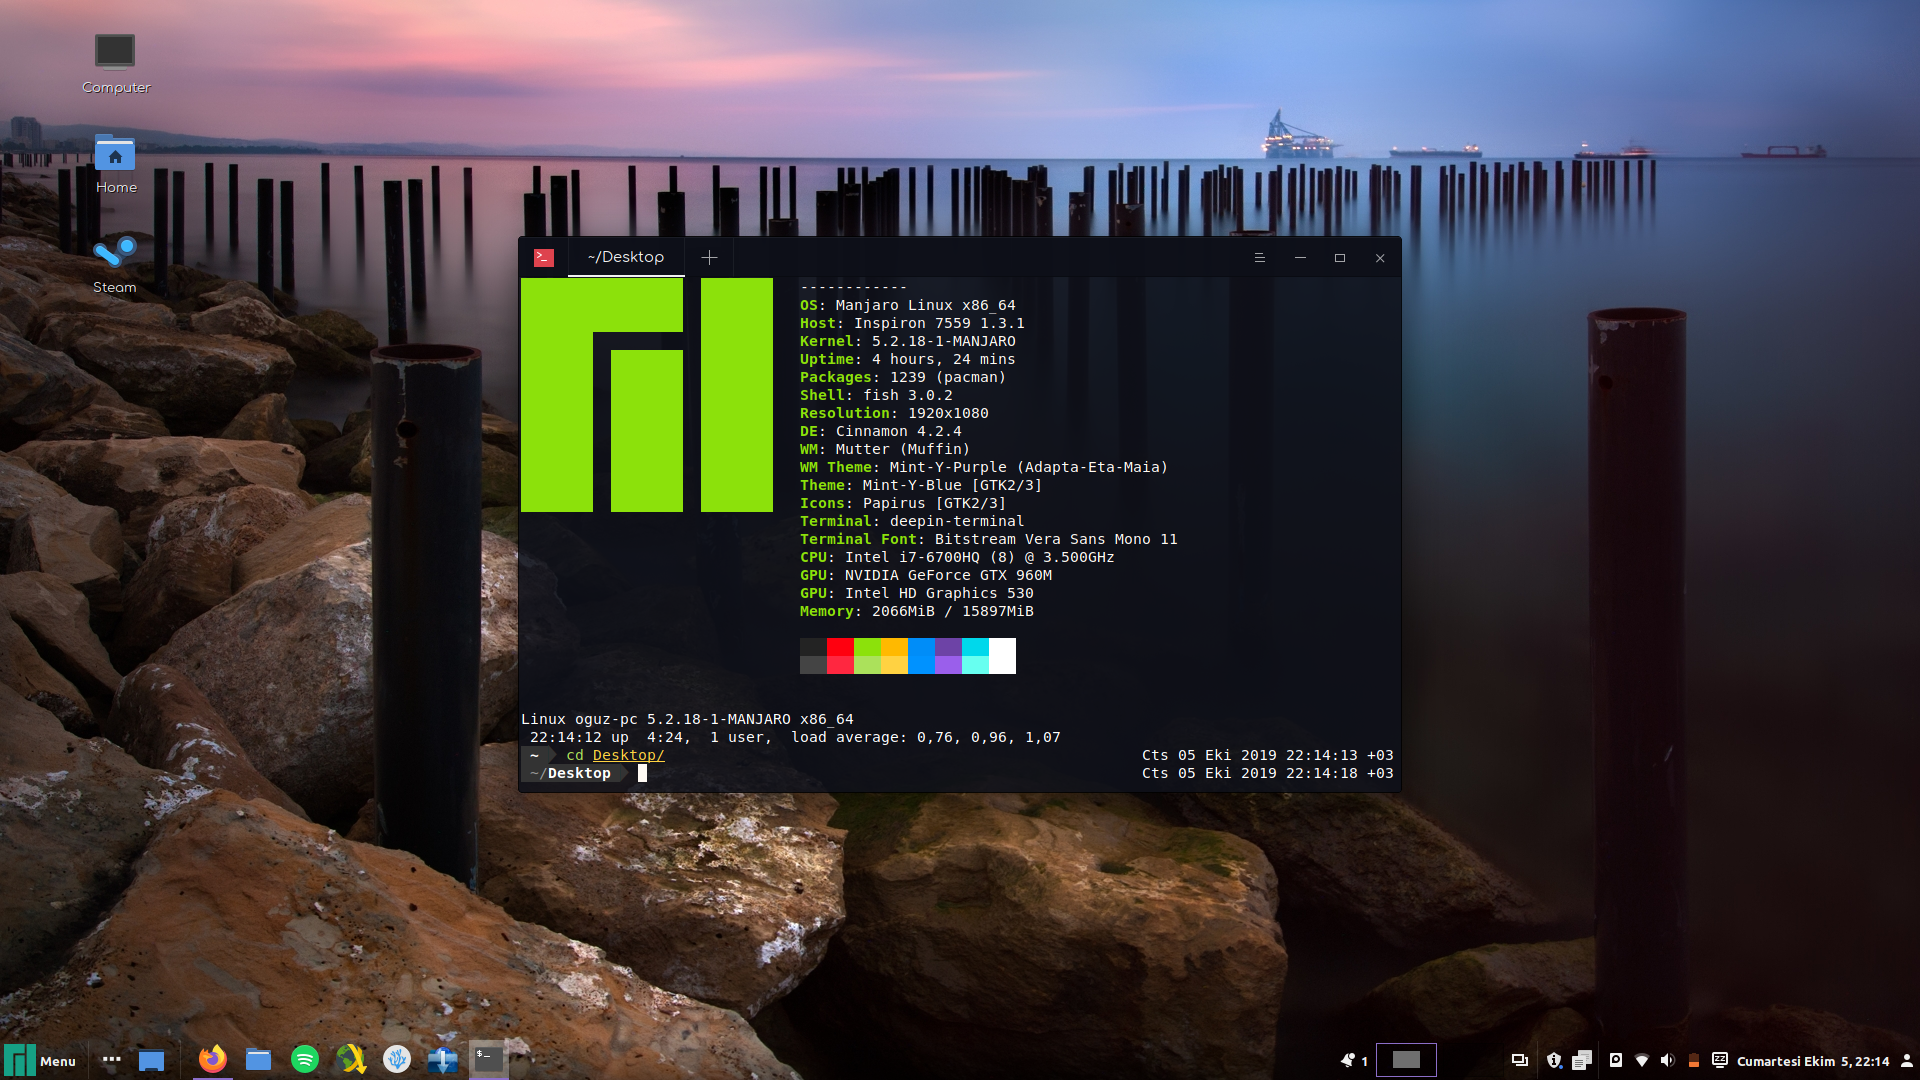 Computer
Home
Steam
~/Desktop
------------
OS: Manjaro Linux x86_64
Host: Inspiron 7559 1.3.1
Kernel: 5.2.18-1-MANJARO
Uptime: 4 hours, 24 mins
Packages: 1239 (pacman)
Shell: fish 3.0.2
Resolution: 1920x1080
DE: Cinnamon 4.2.4
WM: Mutter (Muffin)
WM Theme: Mint-Y-Purple (Adapta-Eta-Maia)
Theme: Mint-Y-Blue [GTK2/3]
Icons: Papirus [GTK2/3]
Terminal: deepin-terminal
Terminal Font: Bitstream Vera Sans Mono 11
CPU: Intel i7-6700HQ (8) @ 3.500GHz
GPU: NVIDIA GeForce GTX 960M
GPU: Intel HD Graphics 530
Memory: 2066MiB / 15897MiB
Linux oguz-pc 5.2.18-1-MANJARO x86_64
22:14:12 up  4:24,  1 user,  load average: 0,76, 0,96, 1,07
~ cd Desktop/ Cts 05 Eki 2019 22:14:13 +03
~/Desktop Cts 05 Eki 2019 22:14:18 +03
Menu
1
Cumartesi Ekim 5, 22:14